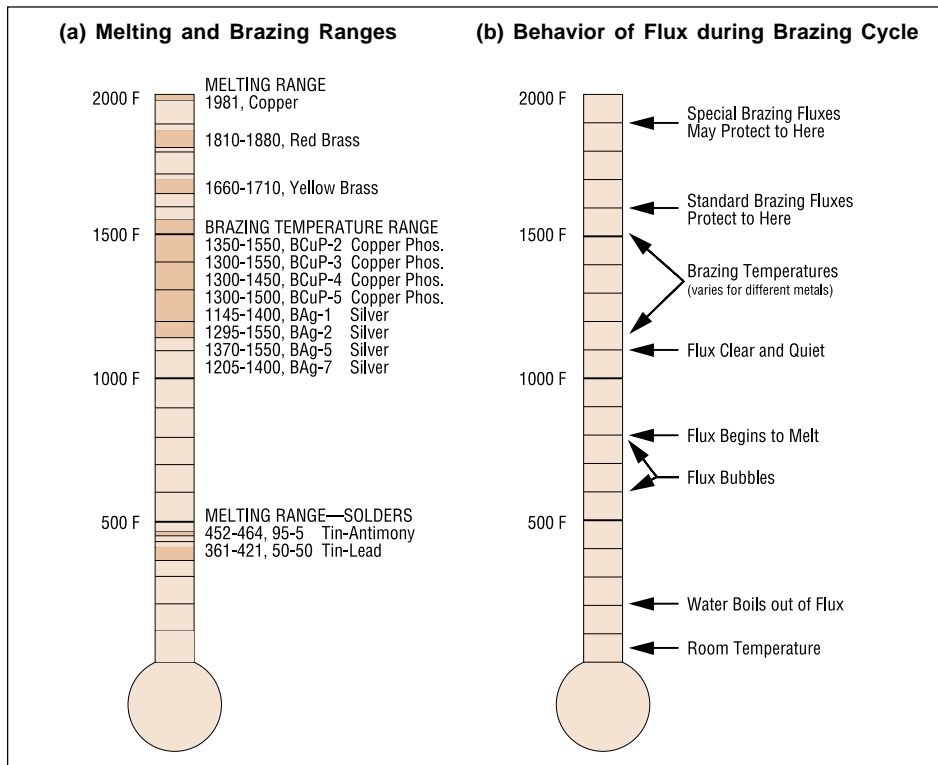 (a) Melting and Brazing Ranges
MELTING RANGE
2000 F
1981, Copper
1810-1880, Red Brass
1660-1710, Yellow Brass
BRAZING TEMPERATURE RANGE
1500 F
1350-1550, BCuP-2 Copper Phos.
1300-1550, BCuP-3 Copper Phos.
1300-1450, BCuP-4 Copper Phos.
1300-1500, BCuP-5 Copper Phos.
1145-1400, BAg-1 Silver
1295-1550, BAg-2 Silver
1370-1550, BAg-5 Silver
1205-1400, BAg-7 Silver
1000 F
MELTING RANGE—SOLDERS
500 F
452-464, 95-5 Tin-Antimony
361-421, 50-50 Tin-Lead
(b) Behavior of Flux during Brazing Cycle
2000 F
Special Brazing Fluxes
May Protect to Here
Standard Brazing Fluxes
Protect to Here
1500 F
Brazing Temperatures
(varies for different metals)
Flux Clear and Quiet
1000 F
Flux Begins to Melt
Flux Bubbles
500 F
Water Boils out of Flux
Room Temperature